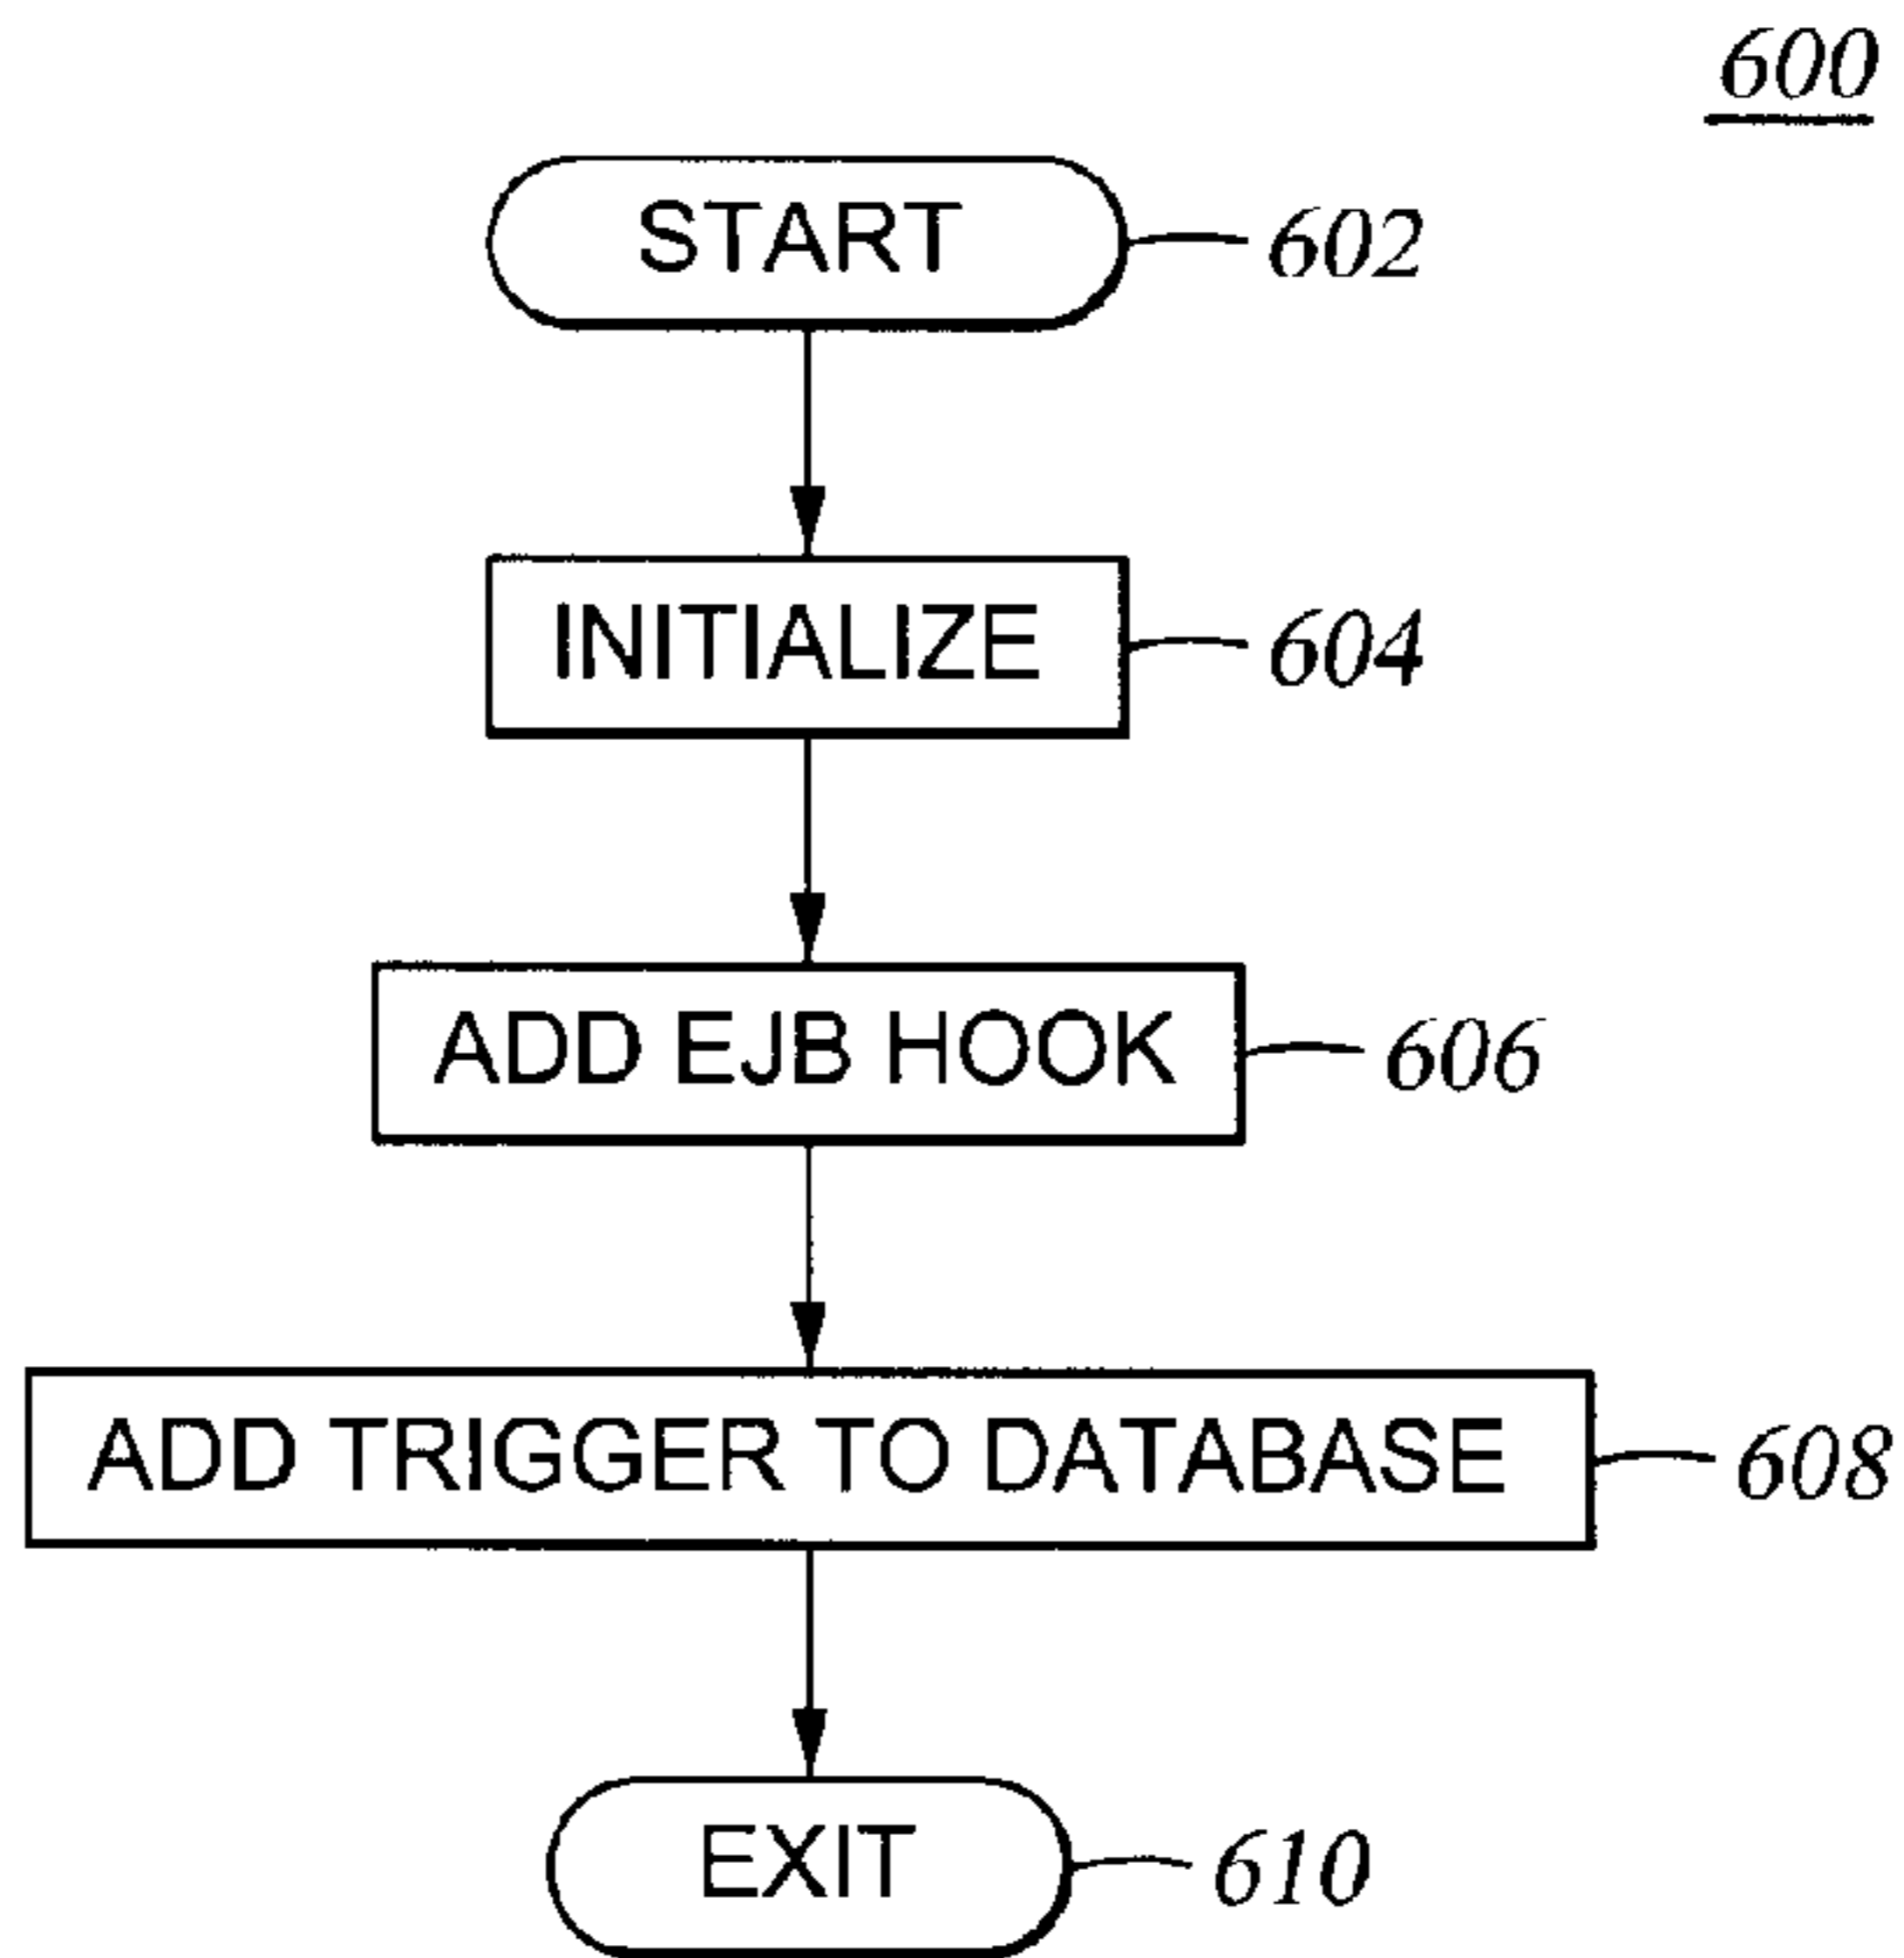 600
START 602
INITIALIZE 604
ADD EJB HOOK 606
ADD TRIGGER TO DATABASE 608
EXIT 610